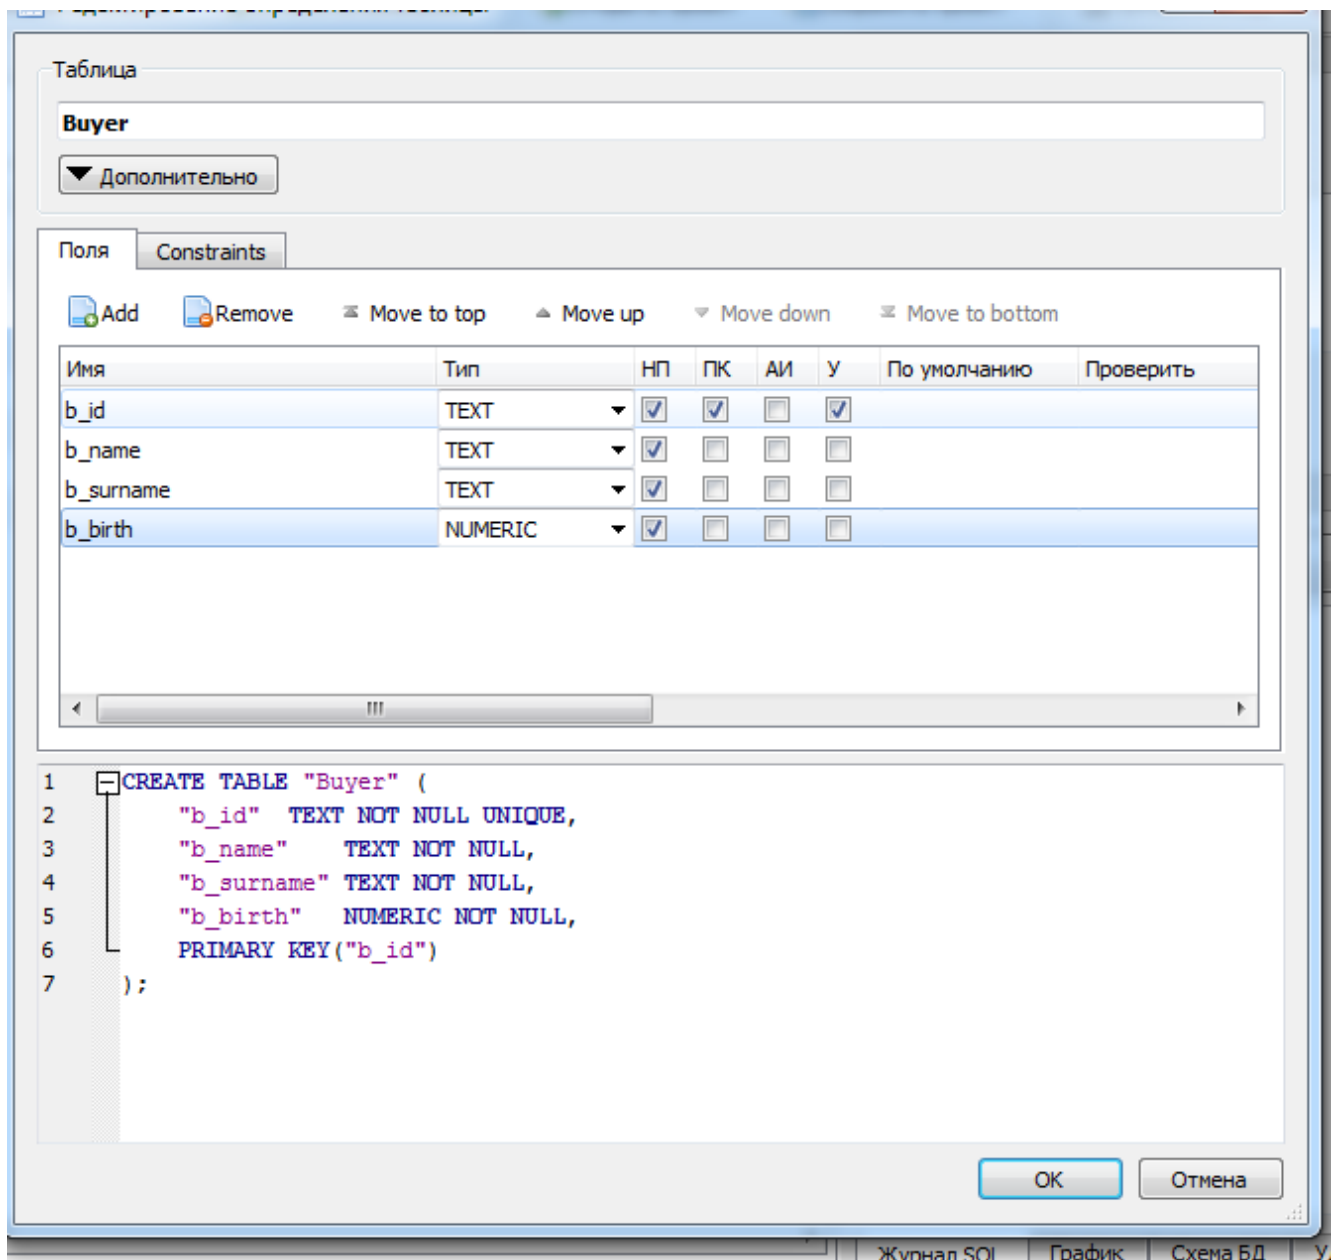 Таблица
Buyer
Дополнительно
Поля Constraints
Add Remove Move to top Move up Move down Move to bottom
Имя Тип НП ПК АИ У По умолчанию Проверить
b_id TEXT
b_name TEXT
b_surname TEXT
b_birth NUMERIC
1 CREATE TABLE "Buyer" (
2 "b_id" TEXT NOT NULL UNIQUE,
3 "b_name" TEXT NOT NULL,
4 "b_surname" TEXT NOT NULL,
5 "b_birth" NUMERIC NOT NULL,
6 PRIMARY KEY("b_id")
7 );
OK Отмена
Журнал SQL График Схема БД